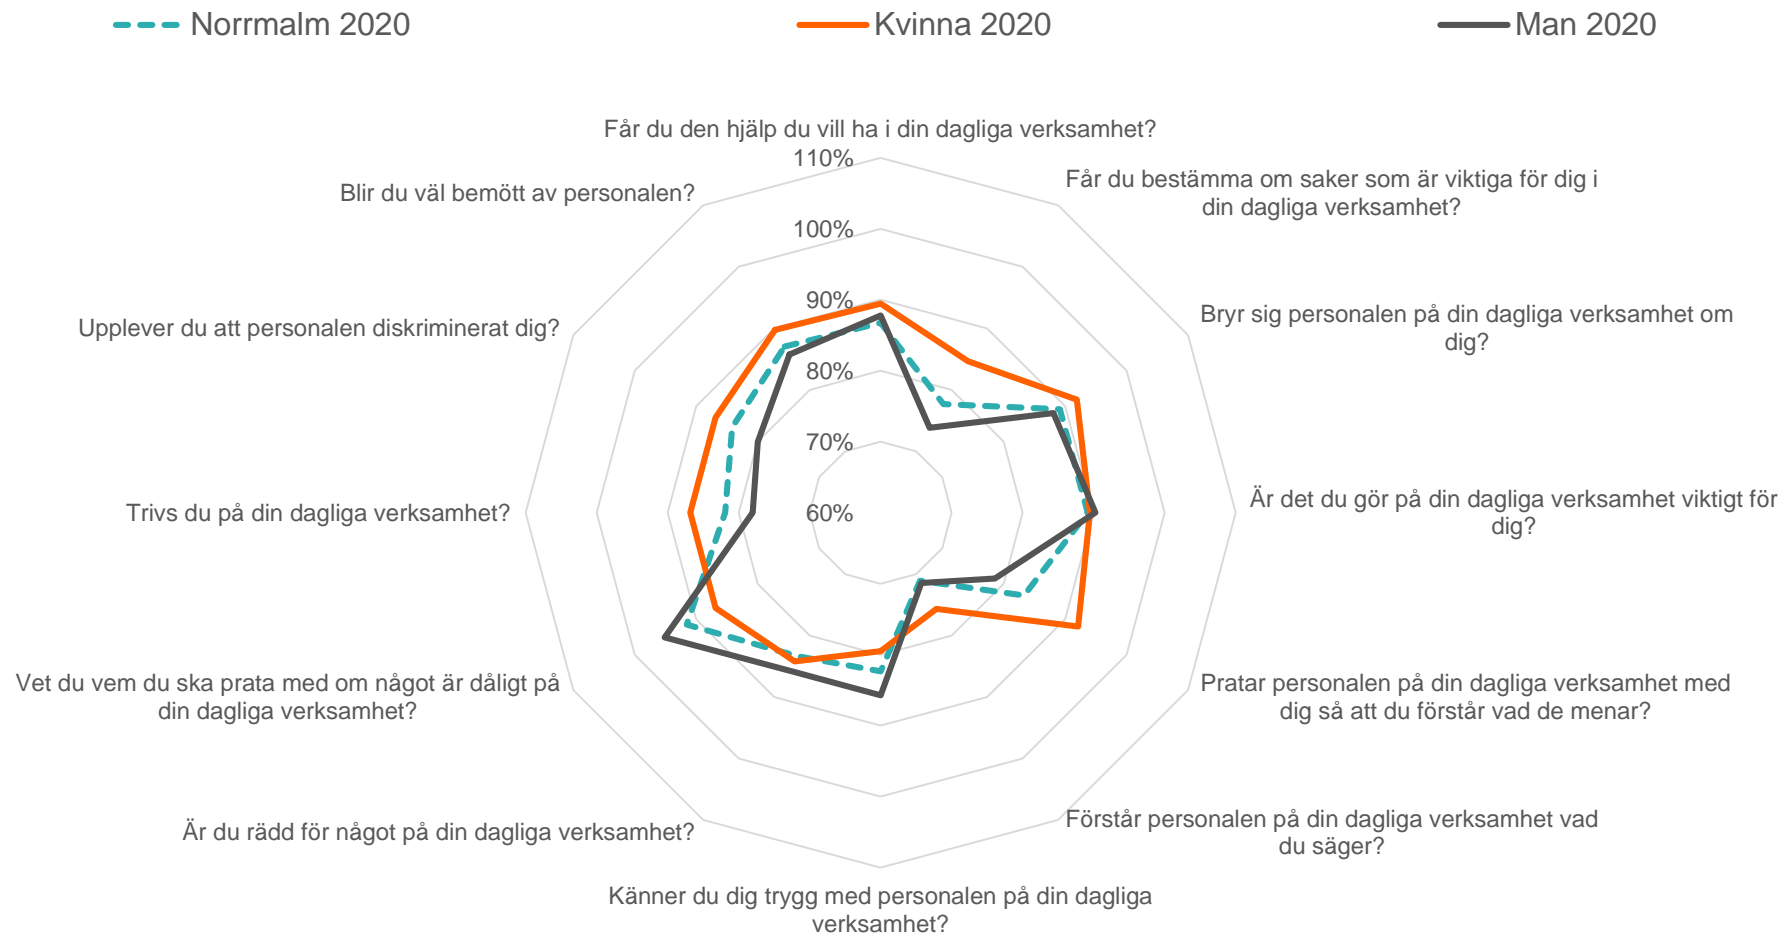 Norrmalm 2020
Kvinna 2020
Man 2020
Får du den hjälp du vill ha i din dagliga verksamhet?
110%
Får du bestämma om saker som är viktiga för dig i
din dagliga verksamhet?
Blir du väl bemött av personalen?
100%
90%
Bryr sig personalen på din dagliga verksamhet om
dig?
Upplever du att personalen diskriminerat dig?
80%
70%
Är det du gör på din dagliga verksamhet viktigt för
dig?
Trivs du på din dagliga verksamhet?
60%
Vet du vem du ska prata med om något är dåligt på
din dagliga verksamhet?
Pratar personalen på din dagliga verksamhet med
dig så att du förstår vad de menar?
Är du rädd för något på din dagliga verksamhet?
Förstår personalen på din dagliga verksamhet vad
du säger?
Känner du dig trygg med personalen på din dagliga
verksamhet?